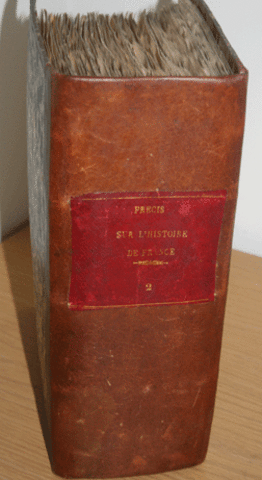 PRECIS
SUR L'HISTOIRE
DE FRANCE
2